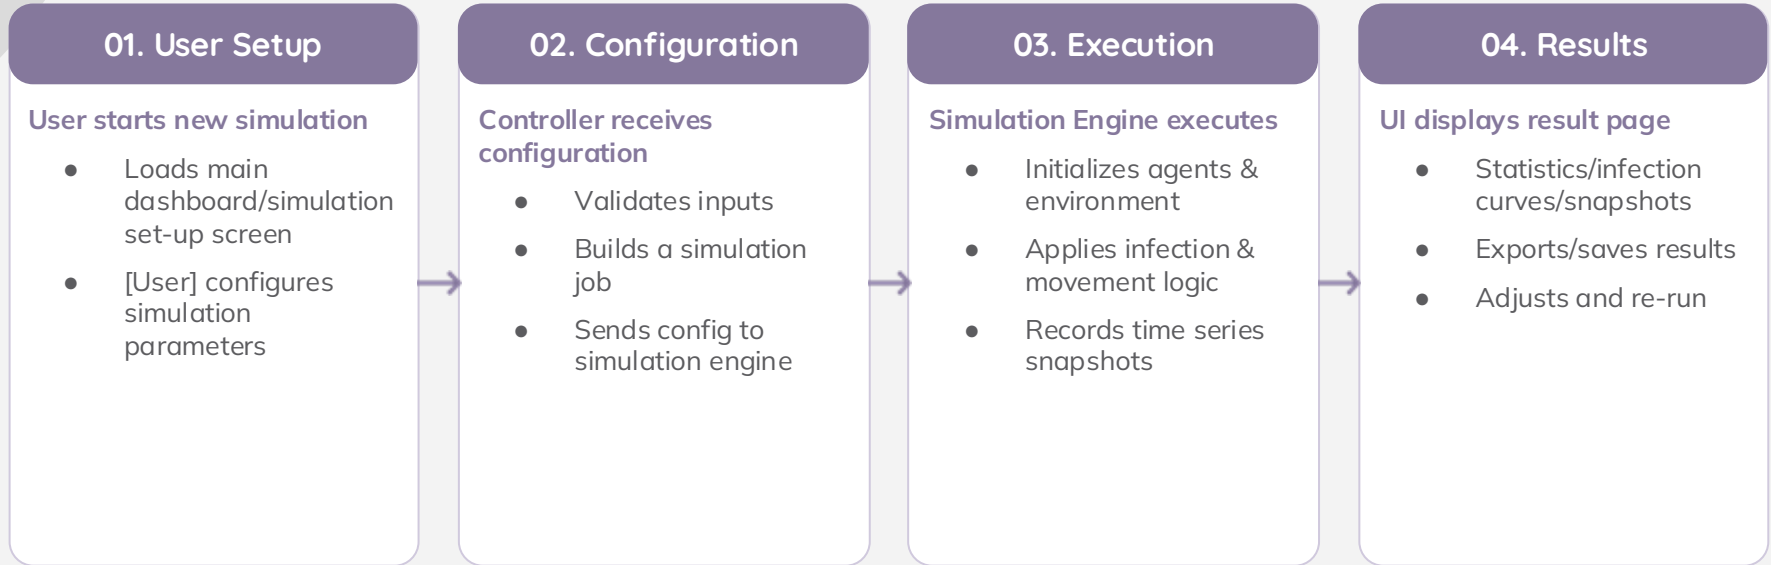 01. User Setup
User starts new simulation
● Loads main
dashboard/simulation
set-up screen
● [User] configures
simulation
parameters
02. Configuration
Controller receives
configuration
● Validates inputs
● Builds a simulation
job
● Sends config to
simulation engine
03. Execution
Simulation Engine executes
● Initializes agents &
environment
● Applies infection &
movement logic
● Records time series
snapshots
04. Results
UI displays result page
● Statistics/infection
curves/snapshots
● Exports/saves results
● Adjusts and re-run